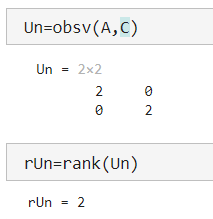 Un=obsv(A,C)
Un = 2×2
2 0
0 2
rUn=rank(Un)
rUn = 2